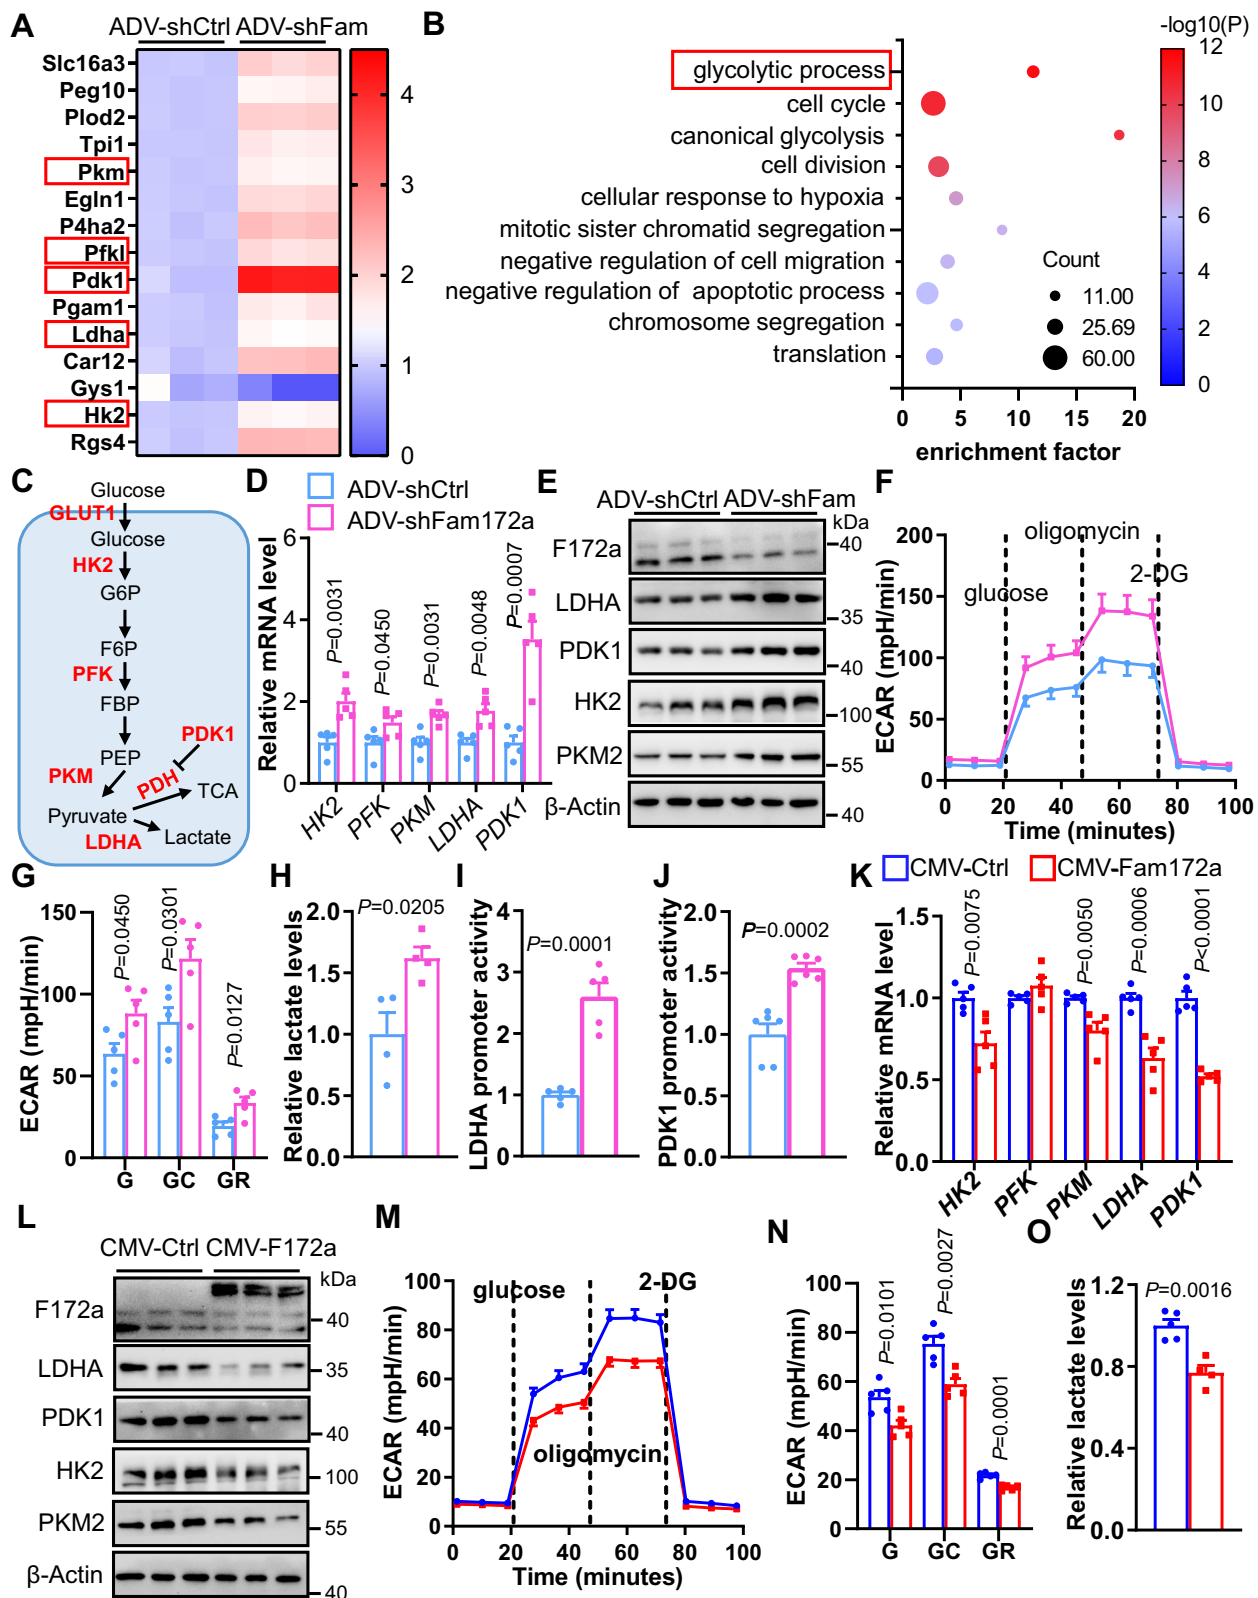 A
ADV-shCtrl ADV-shFam
Slc16a3
Peg10
Plod2
Tpi1
Pkm
Egln1
P4ha2
Pfkl
Pdk1
Pgam1
Ldha
Car12
Gys1
Hk2
Rgs4
4
3
2
1
0
B
-log10(P)
glycolytic process
cell cycle
canonical glycolysis
cell division
cellular response to hypoxia
mitotic sister chromatid segregation
negative regulation of cell migration
negative regulation of apoptotic process
chromosome segregation
translation
Count
11.00
25.69
60.00
0 5 10 15 20
enrichment factor
12
10
8
6
4
2
0
C
Glucose
GLUT1
Glucose
HK2
G6P
F6P
PFK
FBP
PEP
PDK1
PKM
PDH
TCA
Pyruvate
LDHA
Lactate
D
ADV-shCtrl
ADV-shFam172a
Relative mRNA level
6
4
2
0
P=0.0031
P=0.0450
P=0.0031
P=0.0048
P=0.0007
HK2 PFK PKM LDHA PDK1
E
ADV-shCtrl ADV-shFam
kDa
F172a
40
LDHA
35
PDK1
40
HK2
100
PKM2
55
β-Actin
40
F
ECAR (mpH/min)
200
150
100
50
0
glucose
oligomycin
2-DG
0 20 40 60 80 100
Time (minutes)
G
ECAR (mpH/min)
150
100
50
0
P=0.0450
P=0.0301
P=0.0127
G GC GR
H
Relative lactate levels
2.0
1.5
1.0
0.5
0.0
P=0.0205
I
LDHA promoter activity
4
3
2
1
0
P=0.0001
J
PDK1 promoter activity
2.0
1.5
1.0
0.5
0.0
P=0.0002
K
CMV-Ctrl CMV-Fam172a
Relative mRNA level
1.5
1.0
0.5
0.0
P=0.0075
P=0.0050
P=0.0006
P<0.0001
HK2 PFK PKM LDHA PDK1
L
CMV-Ctrl CMV-F172a
kDa
F172a
40
LDHA
35
PDK1
40
HK2
100
PKM2
55
β-Actin
40
M
ECAR (mpH/min)
100
80
60
40
20
0
glucose
oligomycin
2-DG
0 20 40 60 80 100
Time (minutes)
N
ECAR (mpH/min)
100
80
60
40
20
0
P=0.0101
P=0.0027
P=0.0001
G GC GR
O
Relative lactate levels
1.2
0.8
0.4
0.0
P=0.0016